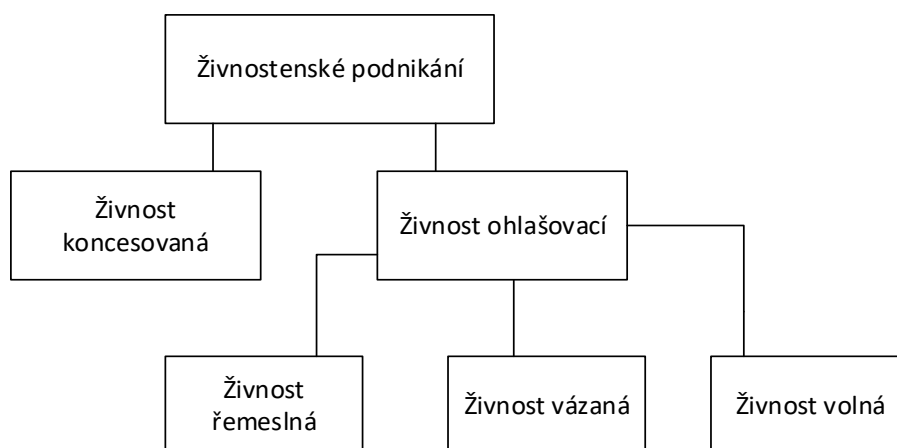 Živnostenské podnikání
Živnost
koncesovaná
Živnost ohlašovací
Živnost
řemeslná
Živnost vázaná
Živnost volná